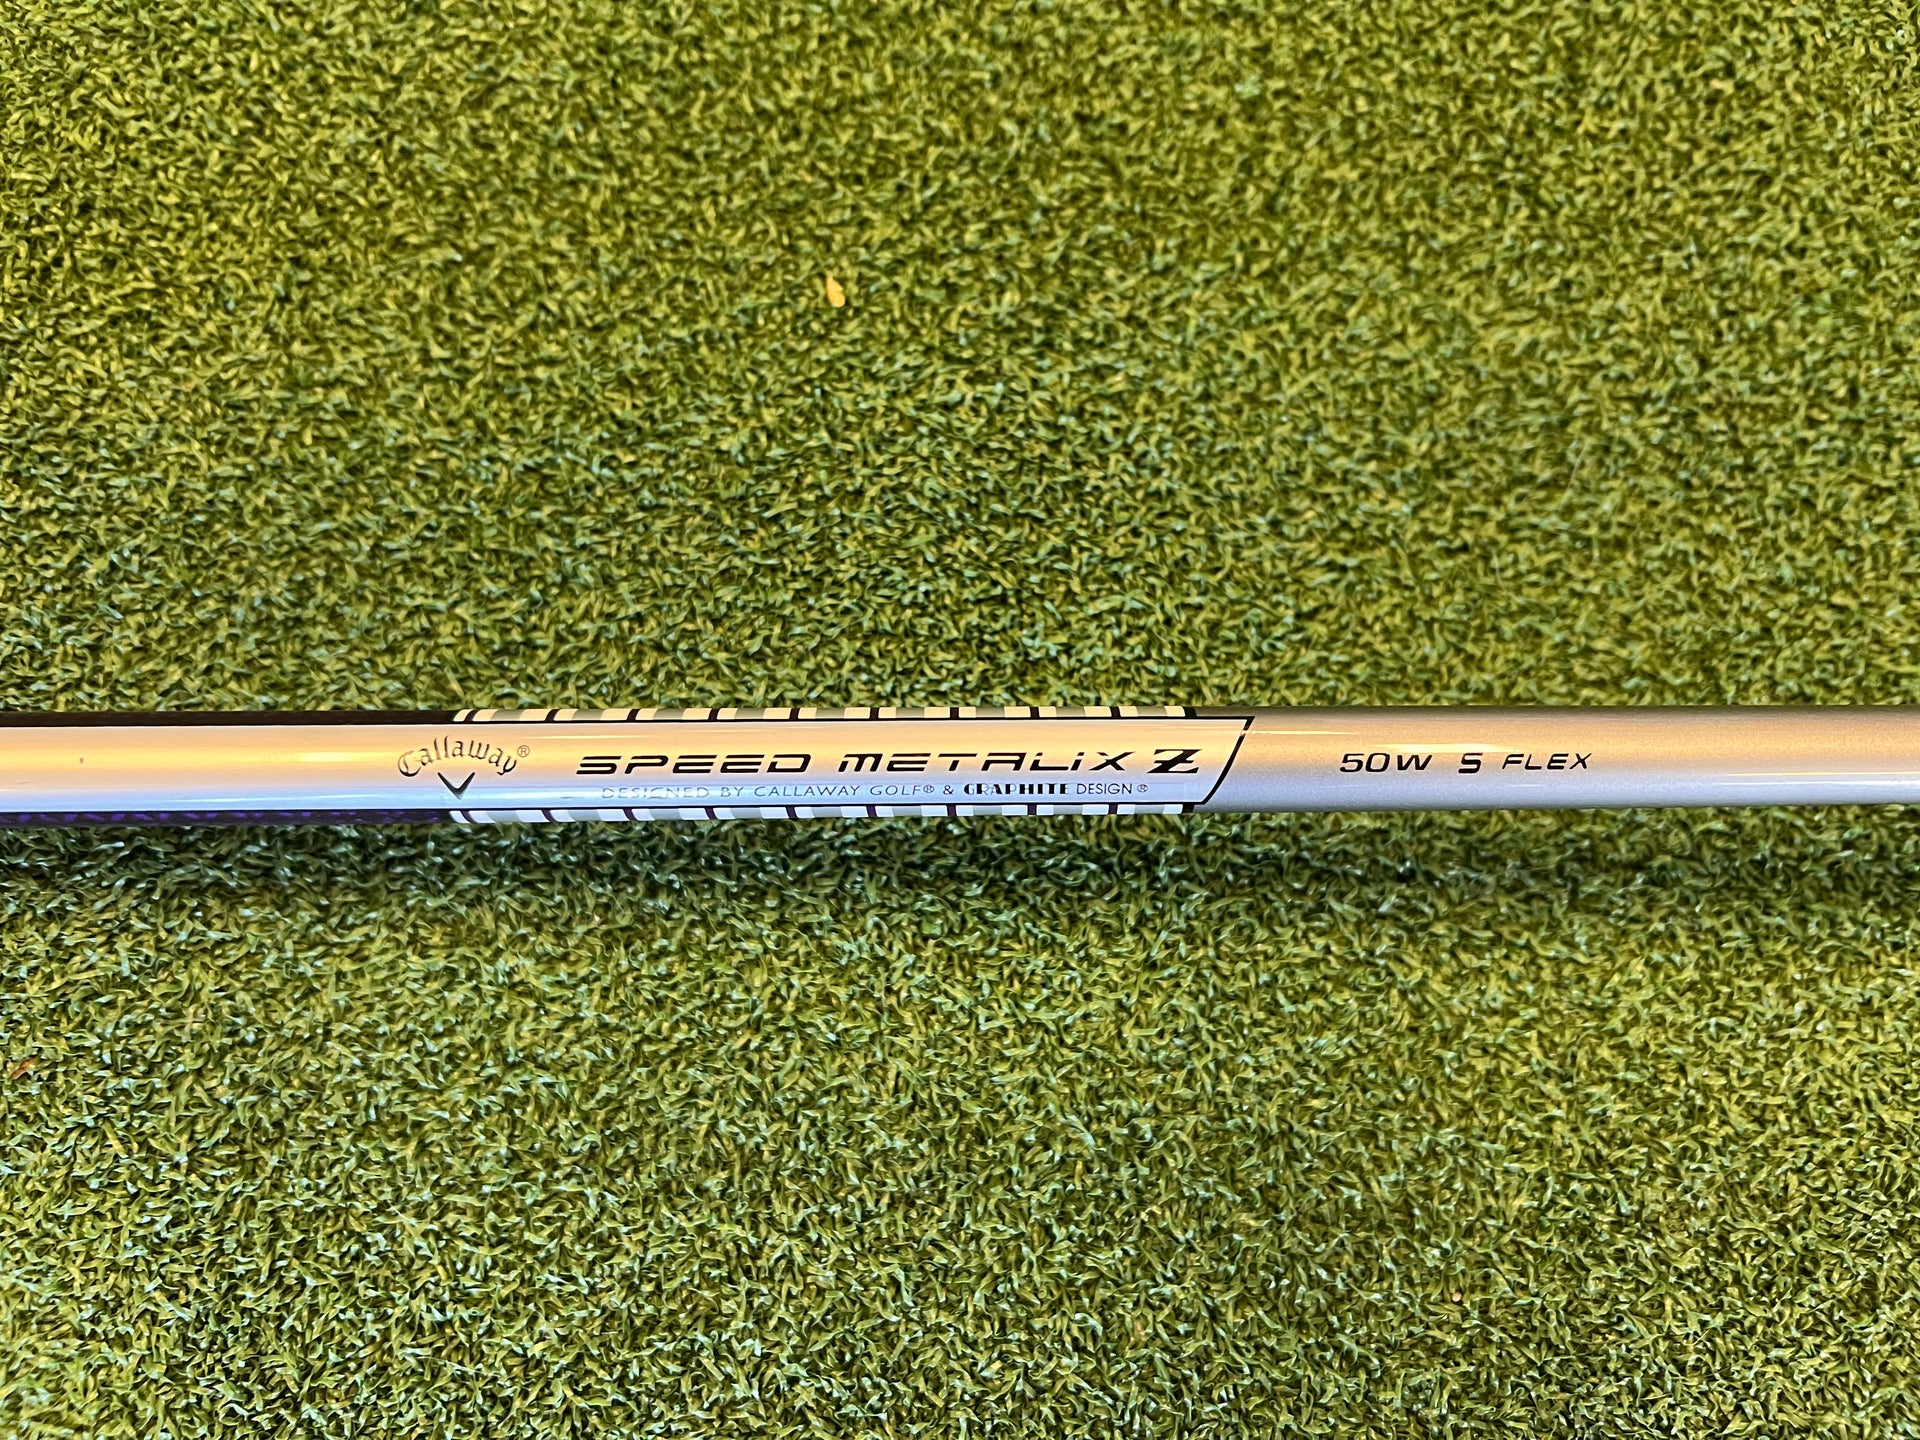 Callaway® SPEED METALiX Z 50W S FLEX
DESIGNED BY CALLAWAY GOLF® & GRAPHITE DESIGN®